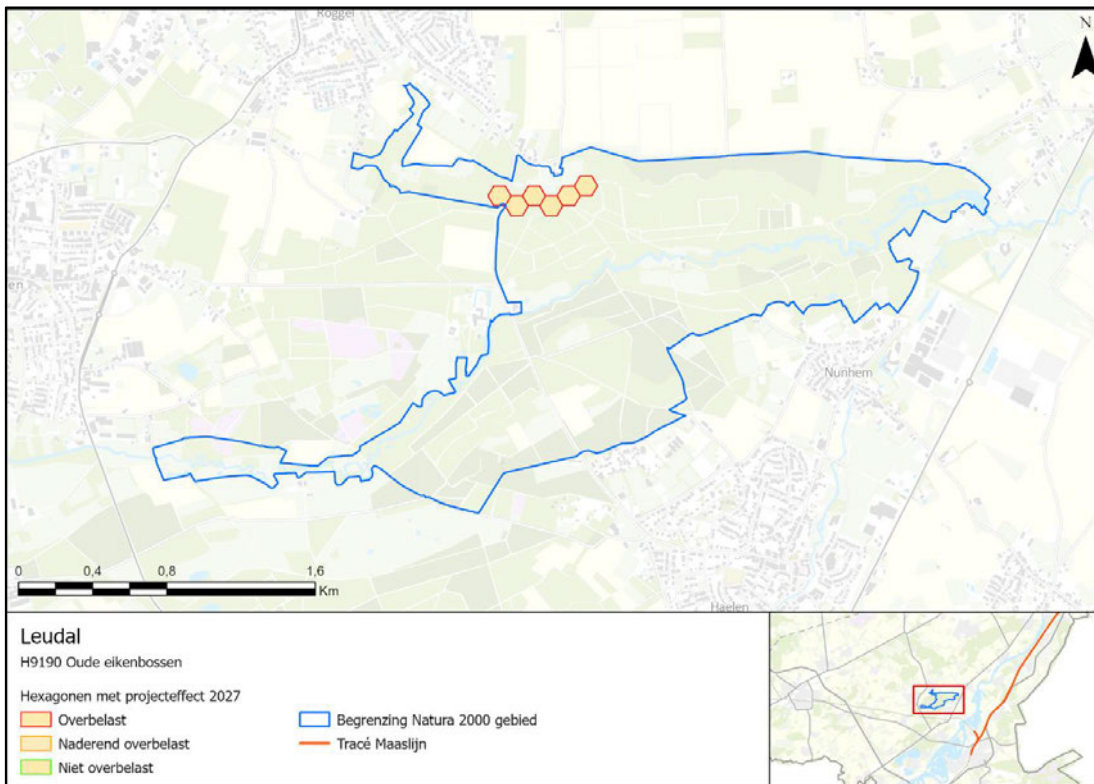 Roggel
N
en
Nunhem
Haelen
0 0,4 0,8 1,6
Km
Leudal
H9190 Oude eikenbossen
Hexagonen met projecteffect 2027
Overbelast
Naderend overbelast
Niet overbelast
Begrenzing Natura 2000 gebied
Tracé Maaslijn